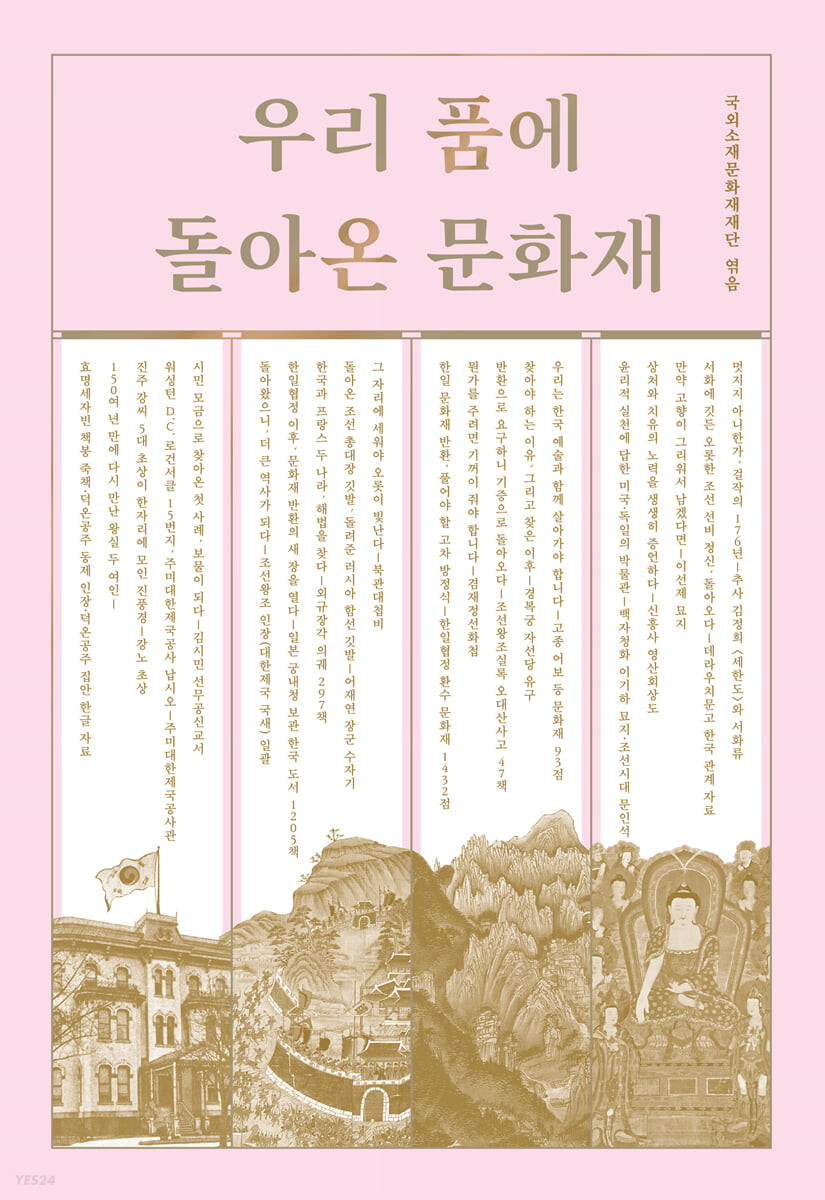 우리 품에
돌아온 문화재
국외소재문화재재단 엮음
멋지지 아니한가, 걸작의 176년－추사 김정희 〈세한도〉와 서화류
서화에 깃든 오롯한 조선 선비 정신, 돌아오다－데라우치문고 한국 관계 자료
만약 고향이 그리워서 남겠다면－이선제 묘지
상처와 치유의 노력을 생생히 증언하다－신흥사 영산회상도
윤리적 실천에 답한 미국·독일의 박물관－백자청화 이기하 묘지·조선시대 문인석
우리는 한국 예술과 함께 살아가야 합니다－고종 어보 등 문화재 93점
찾아야 하는 이유, 그리고 찾은 이후－경복궁 자선당 유구
반환으로 요구하니 기증으로 돌아오다－조선왕조실록 오대산사고 47책
뭔가를 주려면 기꺼이 줘야 합니다－겸재정선화첩
한일 문화재 반환, 풀어야 할 고차 방정식－한일협정 환수 문화재 1432점
그 자리에 세워야 오롯이 빛난다－북관대첩비
돌아온 조선 총대장 깃발, 돌려준 러시아 함선 깃발－어재연 장군 수자기
한국과 프랑스 두 나라, 해법을 찾다－외규장각 의궤 297책
한일협정 이후, 문화재 반환의 새 장을 열다－일본 궁내청 보관 한국 도서 1205책
돌아왔으니, 더 큰 역사가 되다－조선왕조 인장(대한제국 국새) 일괄
시민 모금으로 찾아온 첫 사례, 보물이 되다－김시민 선무공신교서
워싱턴 D.C. 로건서클 15번지, 주미대한제국공사 납시오－주미대한제국공사관
진주 강씨 5대 초상이 한자리에 모인 진풍경－강노 초상
150여 년 만에 다시 만난 왕실 두 여인－
효명세자빈 책봉 죽책·덕온공주 동제 인장·덕온공주 집안 한글 자료
YES24